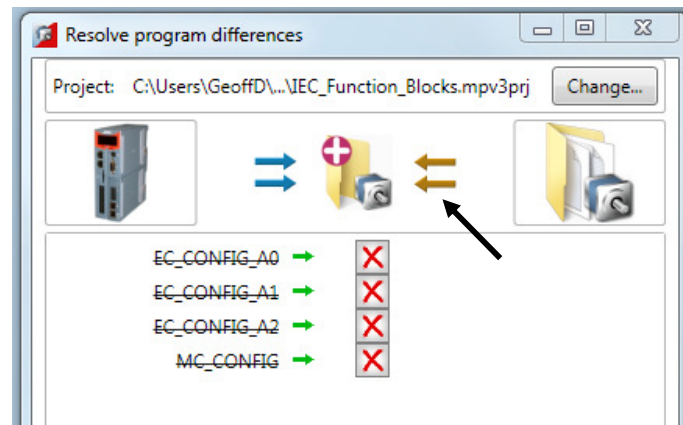 Resolve program differences
Project: C:\Users\GeoffD\...\IEC_Function_Blocks.mpv3prj Change...
EC_CONFIG_A0
EC_CONFIG_A1
EC_CONFIG_A2
MC_CONFIG